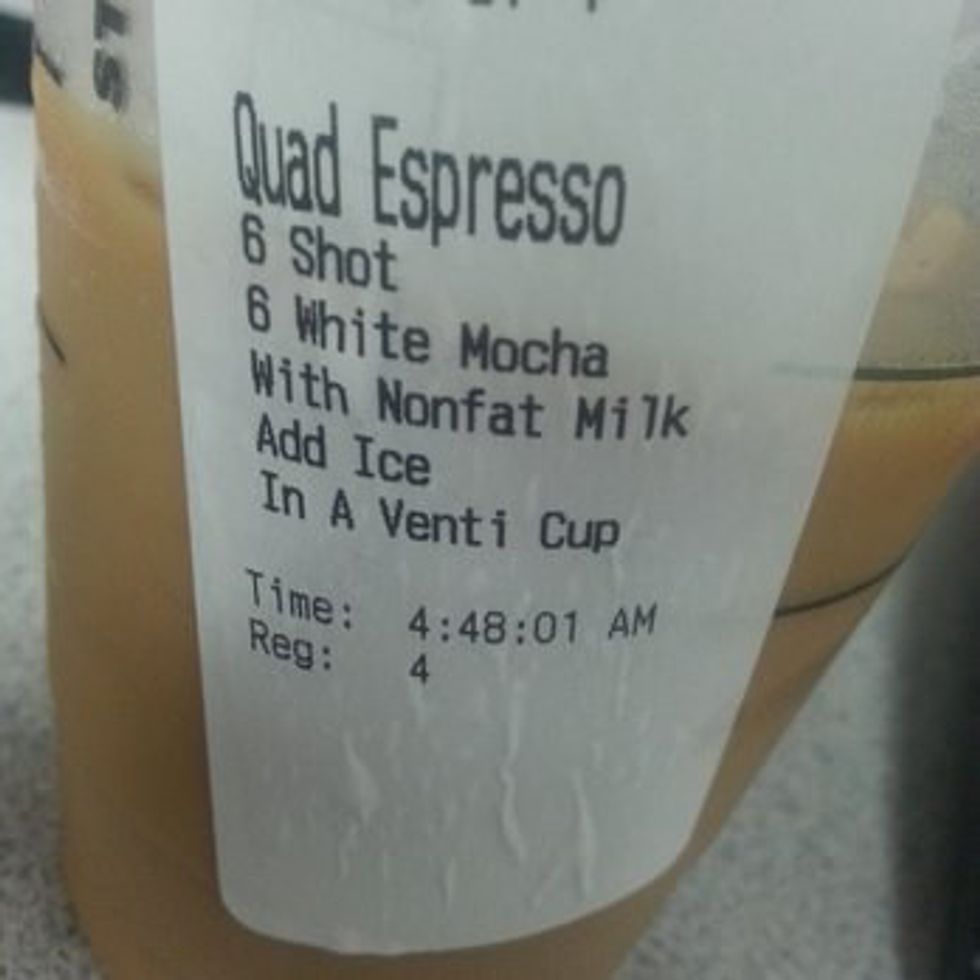 ST
Quad Espresso
6 Shot
6 White Mocha
With Nonfat Milk
Add Ice
In A Venti Cup
Time: 4:48:01 AM
Reg: 4